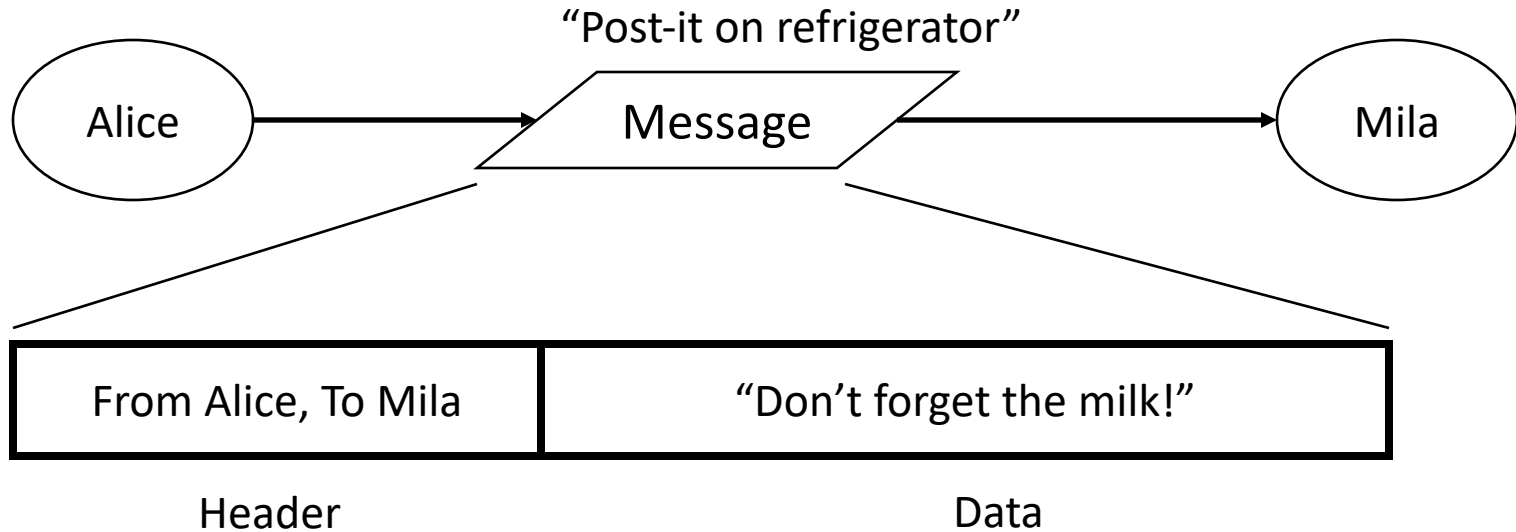 “Post-it on refrigerator”
Alice
Message
Mila
From Alice, To Mila
“Don’t forget the milk!”
Header
Data